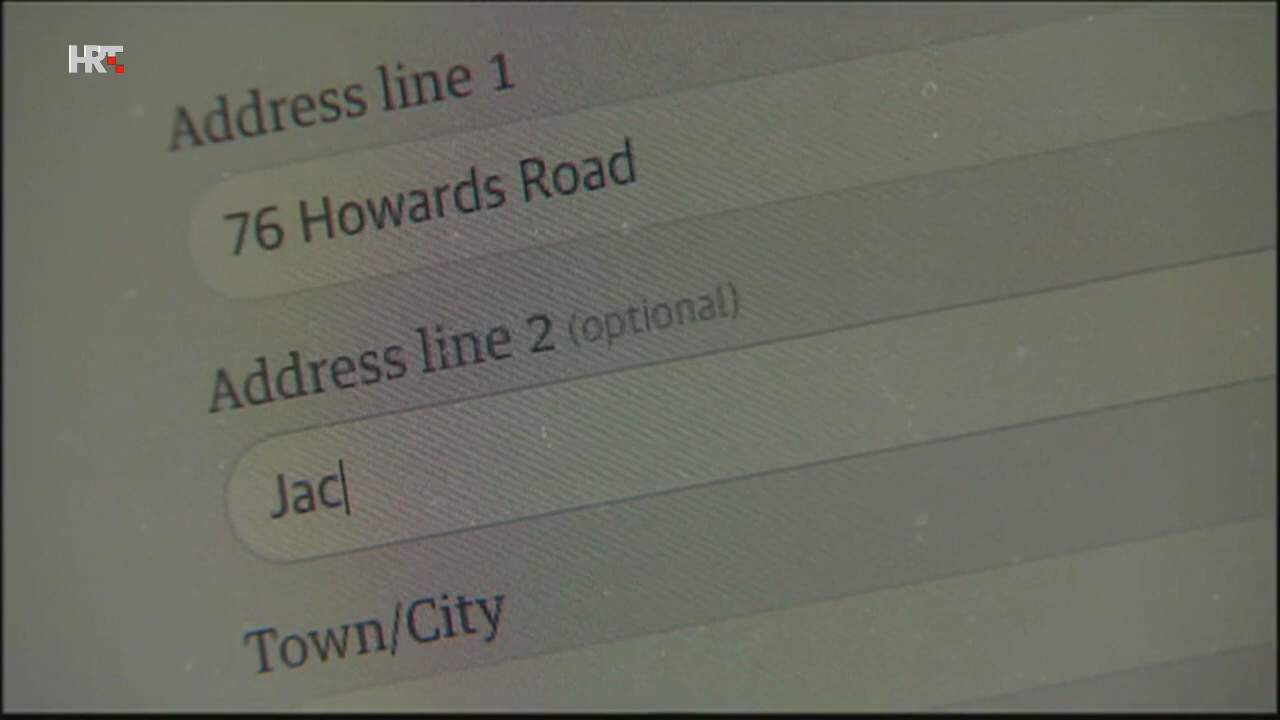 HRT
Address line 1
76 Howards Road
Address line 2 (optional)
Jac
Town/City